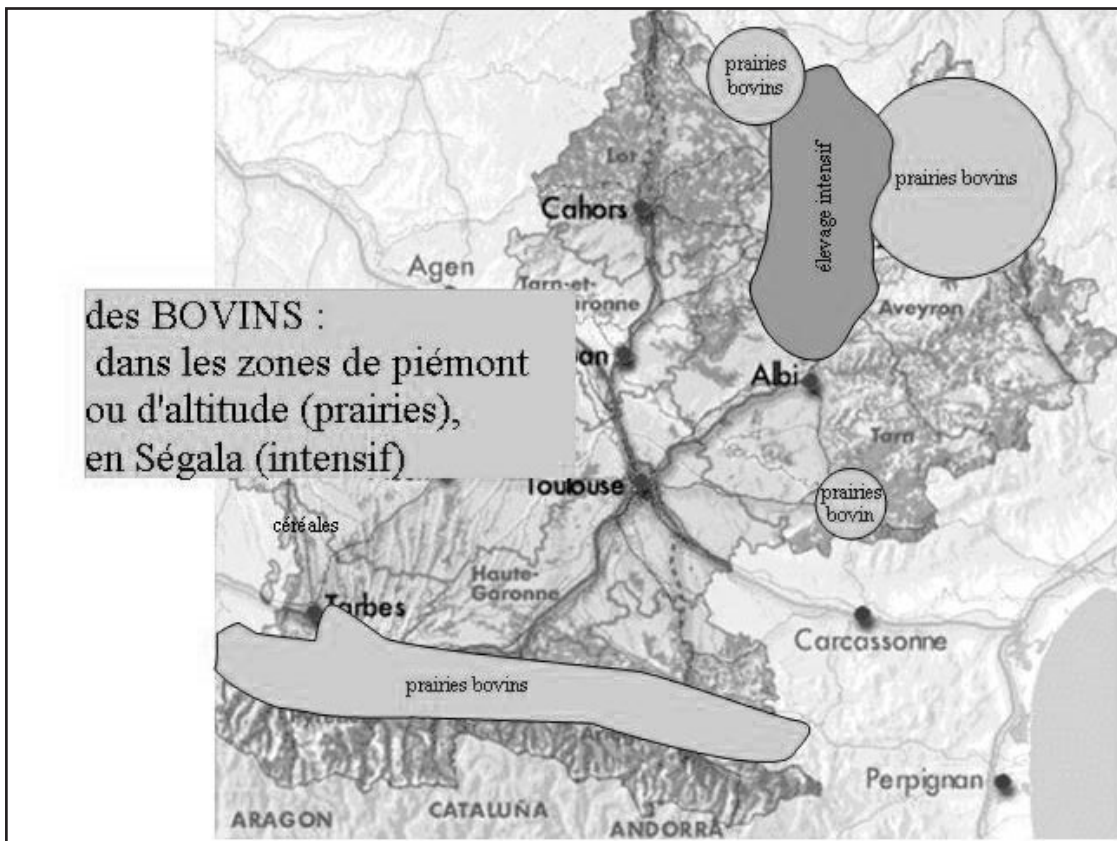 prairies
bovins
Lot
élevage intensif
prairies bovins
Cahors
Agen
Tarn-et-
Aveyron
des BOVINS :
dans les zones de piémont
ou d'altitude (prairies),
en Ségala (intensif)
Albi
Tarn
Toulouse
prairies
bovin
céréales
Haute-
Garonne
Tarbes
Carcassonne
prairies bovins
Perpignan
ARAGON
CATALUÑA
ANDORRA